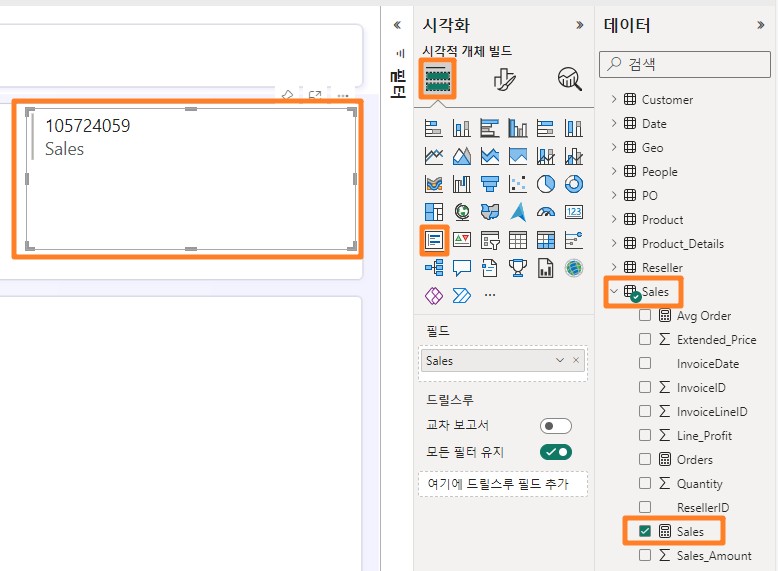 105724059
Sales
필터
시각화
시각적 개체 빌드
123
필드
Sales
드릴스루
교차 보고서
모든 필터 유지
여기에 드릴스루 필드 추가
데이터
검색
Customer
Date
Geo
People
PO
Product
Product_Details
Reseller
Sales
Avg Order
Extended_Price
InvoiceDate
InvoiceID
InvoiceLineID
Line_Profit
Orders
Quantity
ResellerID
Sales
Sales_Amount